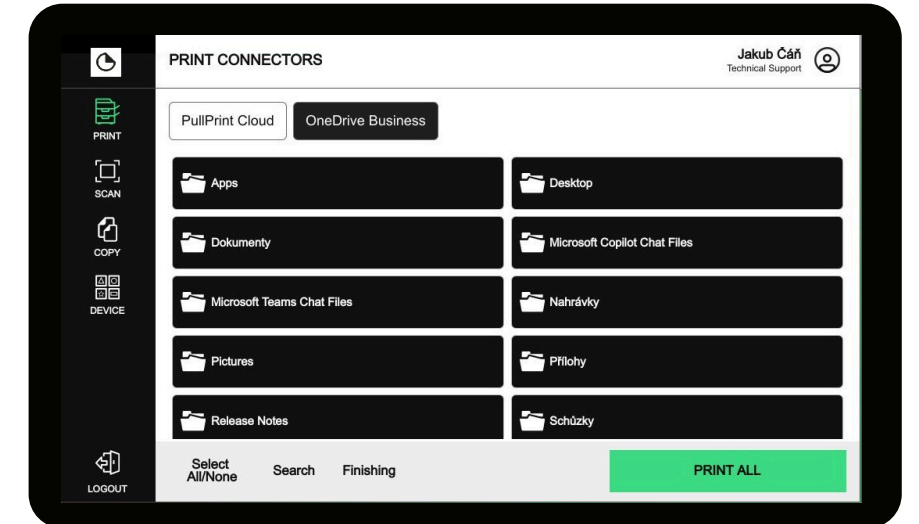 PRINT CONNECTORS
Jakub Čáň
Technical Support
PRINT
SCAN
COPY
DEVICE
LOGOUT
PullPrint Cloud
OneDrive Business
Apps
Desktop
Dokumenty
Microsoft Copilot Chat Files
Microsoft Teams Chat Files
Nahrávky
Pictures
Přílohy
Release Notes
Schůzky
Select
All/None
Search
Finishing
PRINT ALL